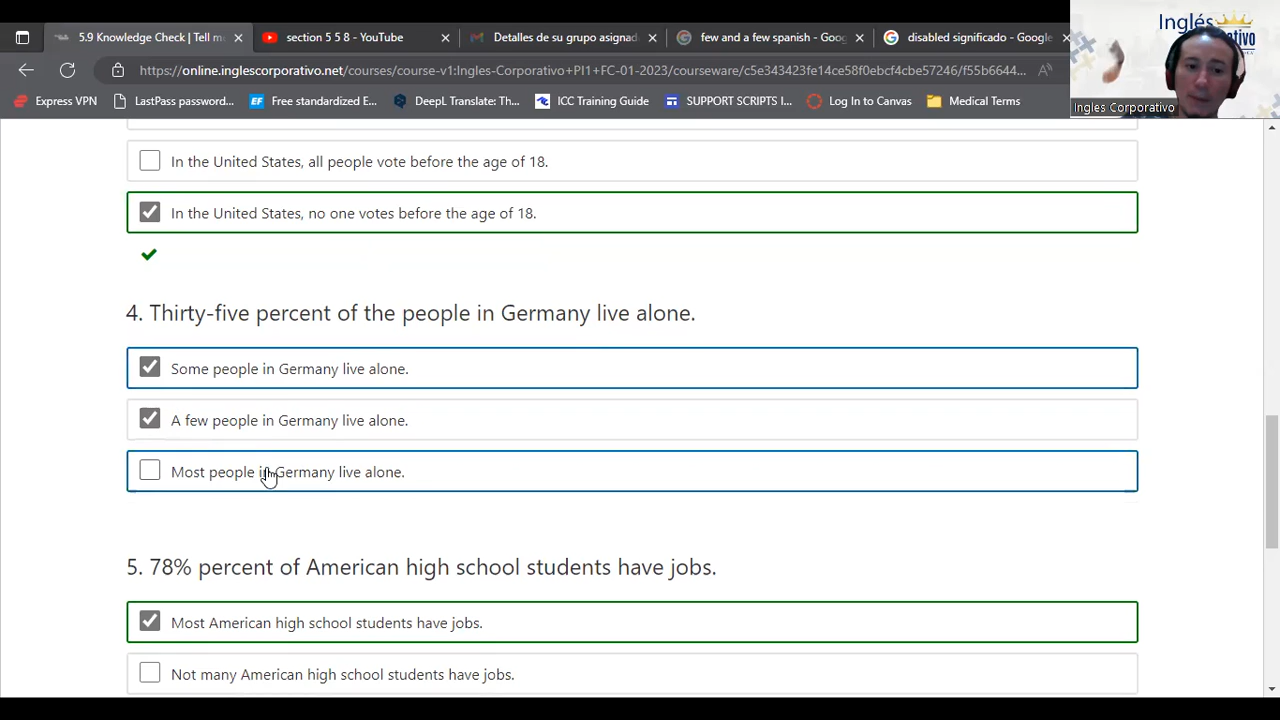 5.9 Knowledge Check | Tell m
section 5 5 8 - YouTube
Detalles de su grupo asignad
few and a few spanish - Goog
disabled significado - Google
Inglés
https://online.inglescorporativo.net/courses/course-v1:Ingles-Corporativo+PI1+FC-01-2023/courseware/c5e343423fe14ce58f0ebcf4cbe57246/f55b6644...
Express VPN
LastPass password...
EF Free standardized E...
DeepL Translate: Th...
ICC Training Guide
SUPPORT SCRIPTS I...
Log In to Canvas
Medical Terms
Ingles Corporativo
In the United States, all people vote before the age of 18.
In the United States, no one votes before the age of 18.
4. Thirty-five percent of the people in Germany live alone.
Some people in Germany live alone.
A few people in Germany live alone.
Most people in Germany live alone.
5. 78% percent of American high school students have jobs.
Most American high school students have jobs.
Not many American high school students have jobs.